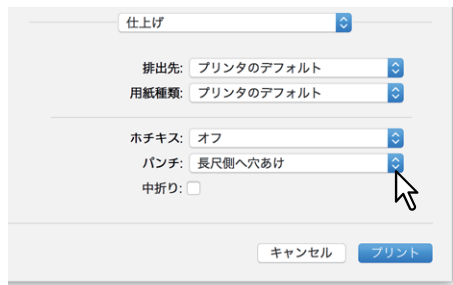 仕上げ
排出先: プリンタのデフォルト
用紙種類: プリンタのデフォルト
ホチキス: オフ
パンチ: 長尺側へ穴あけ
中折り:
キャンセル プリント